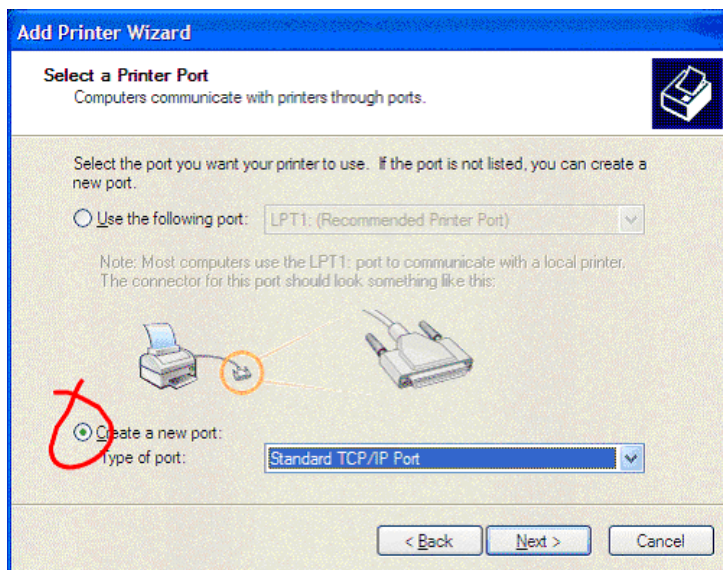 Add Printer Wizard
Select a Printer Port
Computers communicate with printers through ports.
Select the port you want your printer to use. If the port is not listed, you can create a
new port.
Use the following port: LPT1: (Recommended Printer Port)
Note: Most computers use the LPT1: port to communicate with a local printer.
The connector for this port should look something like this:
Create a new port:
Type of port: Standard TCP/IP Port
< Back Next > Cancel